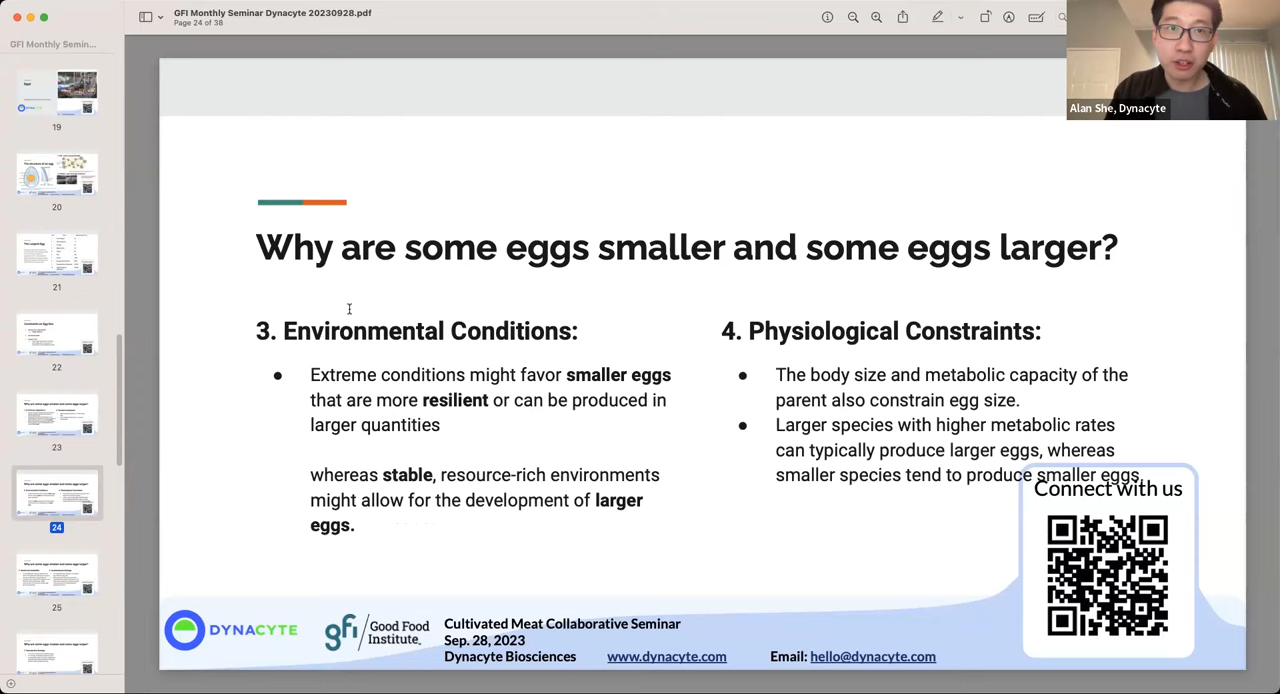 GFI Monthly Seminar Dynacyte 20230928.pdf
Page 24 of 38
GFI Monthly Semin...
19
20
21
22
23
24
25
Alan She, Dynacyte
Why are some eggs smaller and some eggs larger?
3. Environmental Conditions:
● Extreme conditions might favor smaller eggs
that are more resilient or can be produced in
larger quantities
whereas stable, resource-rich environments
might allow for the development of larger
eggs.
4. Physiological Constraints:
● The body size and metabolic capacity of the
parent also constrain egg size.
● Larger species with higher metabolic rates
can typically produce larger eggs, whereas
smaller species tend to produce smaller eggs.
Connect with us
DYNACYTE
gfi/Good Food
Institute.
Cultivated Meat Collaborative Seminar
Sep. 28, 2023
Dynacyte Biosciences www.dynacyte.com Email: hello@dynacyte.com